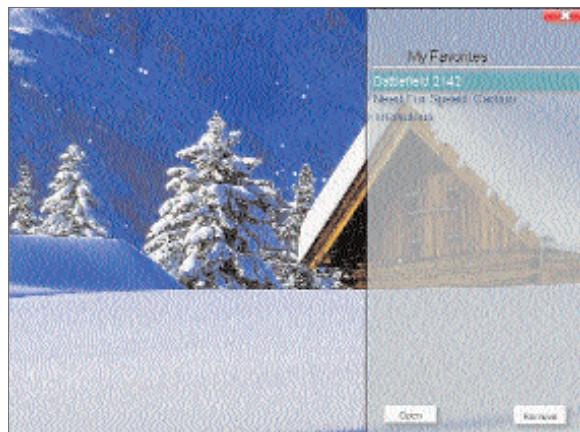 My Favorites
Battlefield 2142
Need For Speed: Carbon
Open
Remove